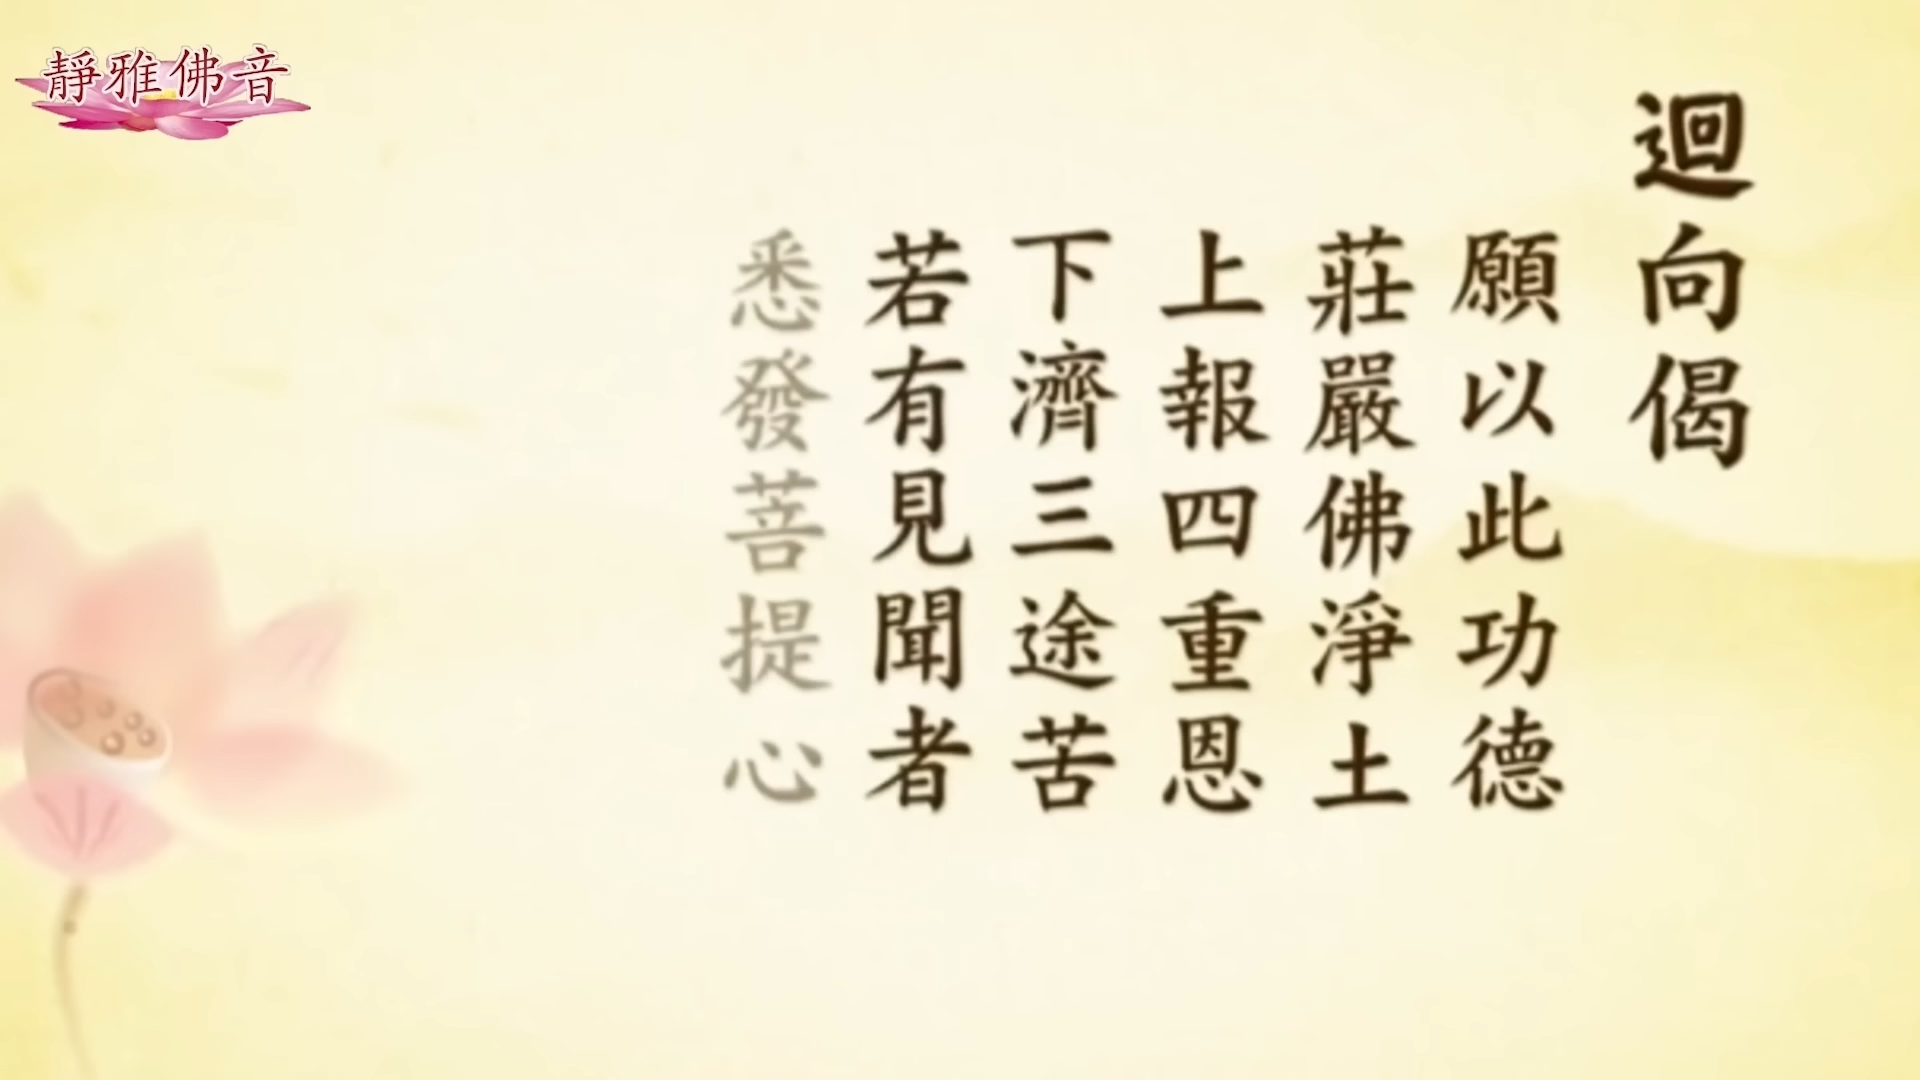 靜雅佛音
迴向偈
願以此功德
莊嚴佛淨土
上報四重恩
下濟三途苦
若有見聞者
悉發菩提心